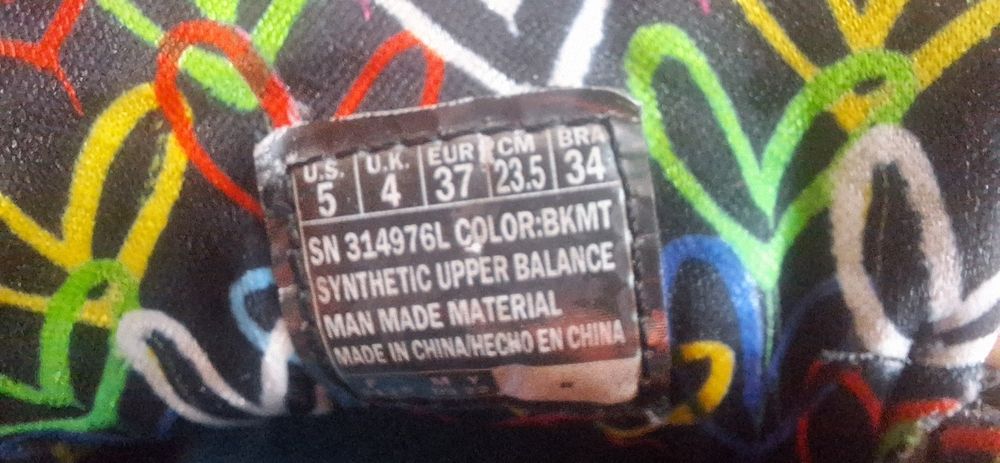 U.S. U.K. EUR CM BRA
5 4 37 23.5 34
SN 314976L COLOR:BKMT
SYNTHETIC UPPER BALANCE
MAN MADE MATERIAL
MADE IN CHINA/HECHO EN CHINA